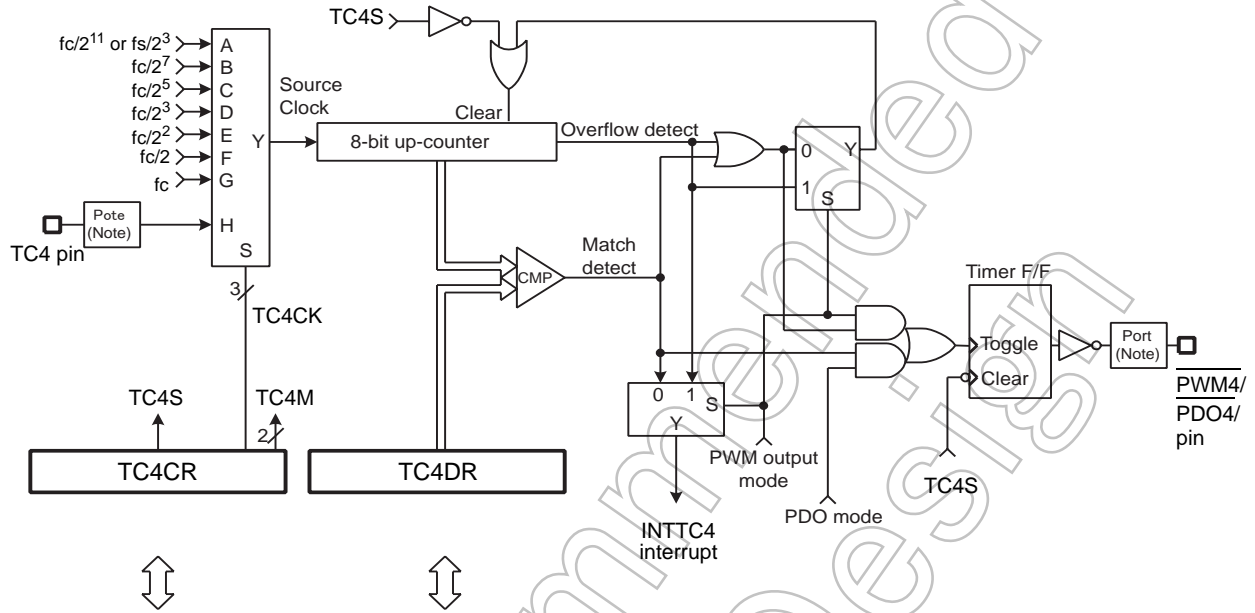 TC4S
fc/2^11 or fs/2^3
fc/2^7
fc/2^5
fc/2^3
fc/2^2
fc/2
fc
A
B
C
D
E
F
G
H
Y
S
Source
Clock
Clear
8-bit up-counter
Overflow detect
0
1
Y
S
Pote
(Note)
TC4 pin
CMP
Match
detect
Timer F/F
Toggle
Clear
Port
(Note)
PWM4/
PDO4/
pin
3
TC4CK
TC4S
TC4M
2
0
1
S
Y
PWM output
mode
TC4S
TC4CR
TC4DR
PDO mode
INTTC4
interrupt
mmended
Design